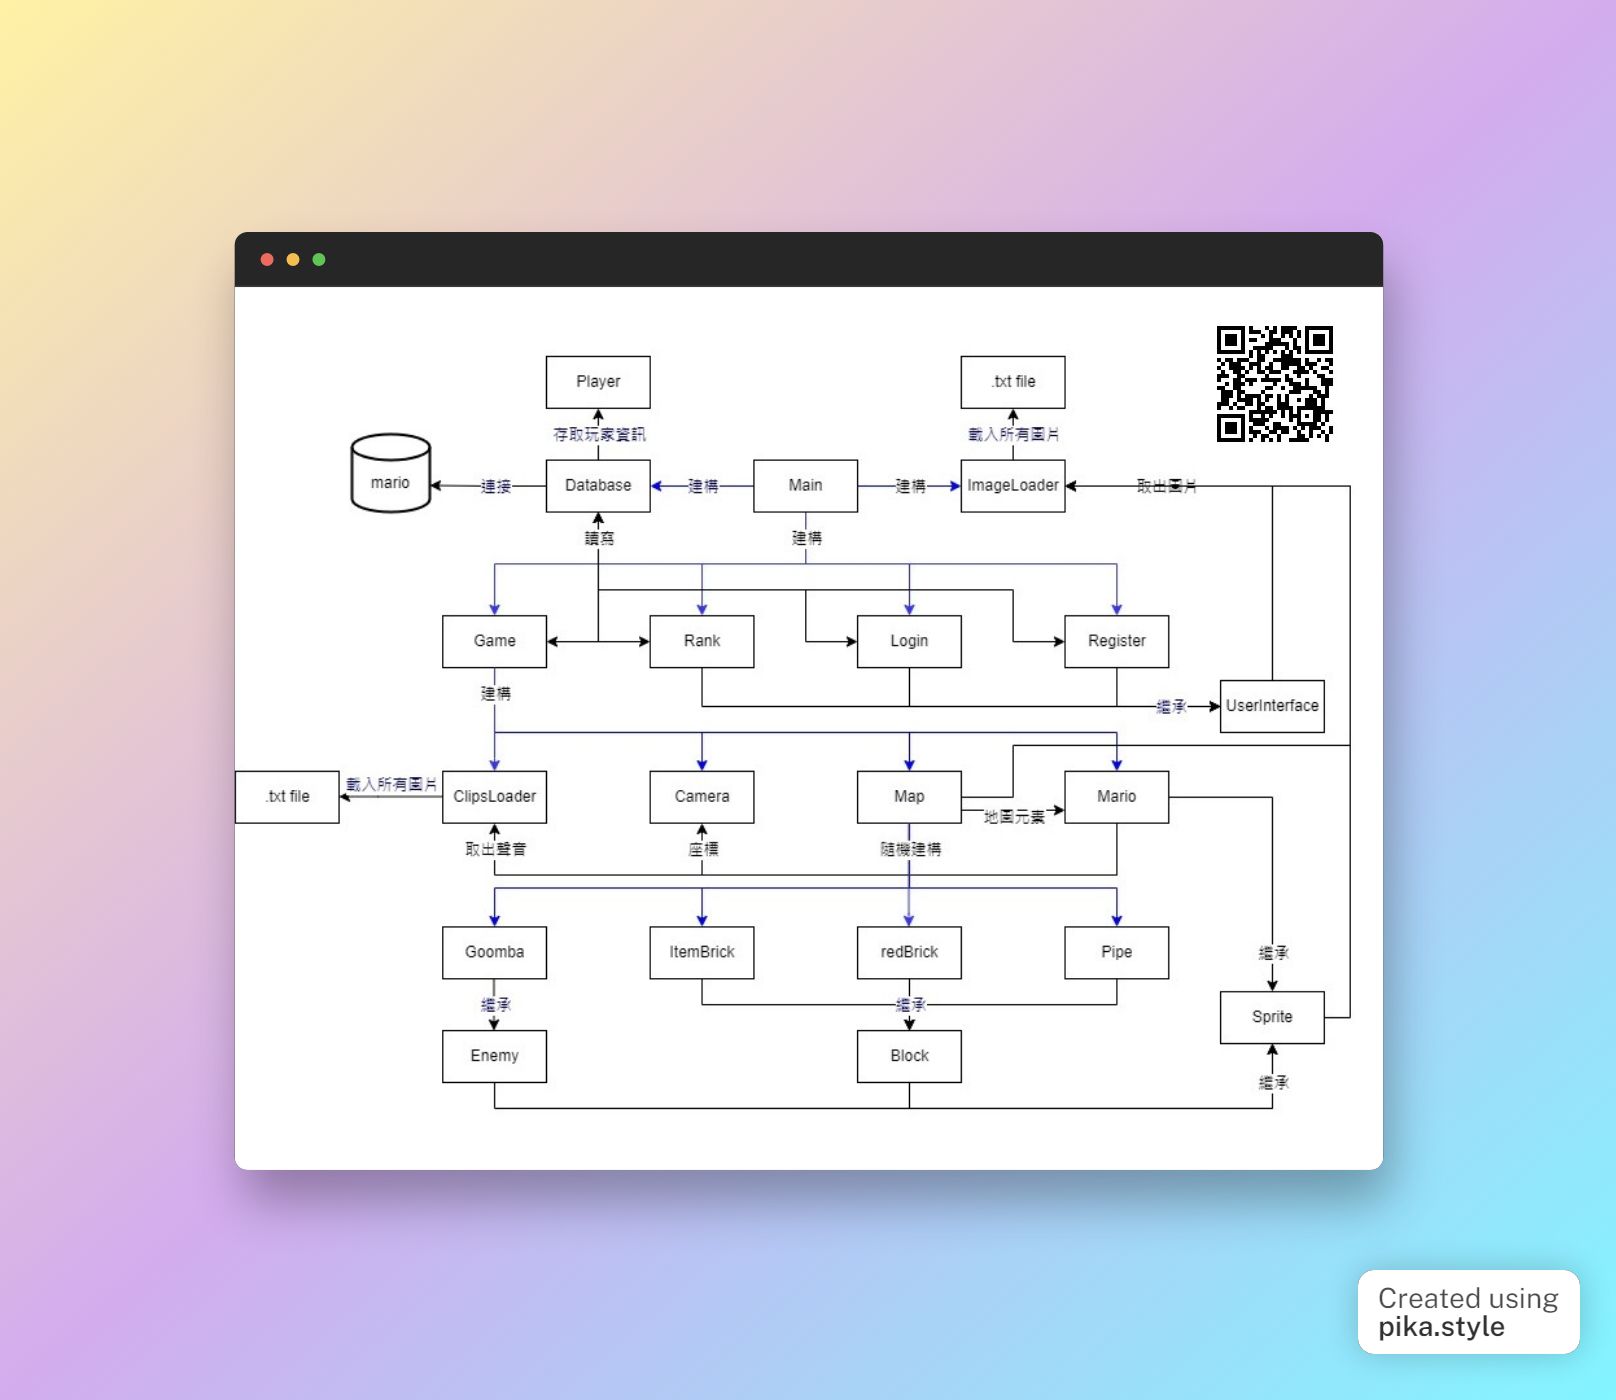 Player
.txt file
存取玩家資訊
載入所有圖片
mario
連接
Database
建構
Main
建構
ImageLoader
取出圖片
讀寫
建構
Game
Rank
Login
Register
建構
繼承
UserInterface
.txt file
載入所有圖片
ClipsLoader
Camera
Map
地圖元素
Mario
取出聲音
座標
隨機建構
Goomba
ItemBrick
redBrick
Pipe
繼承
繼承
繼承
Sprite
Enemy
Block
繼承
Created using
pika.style